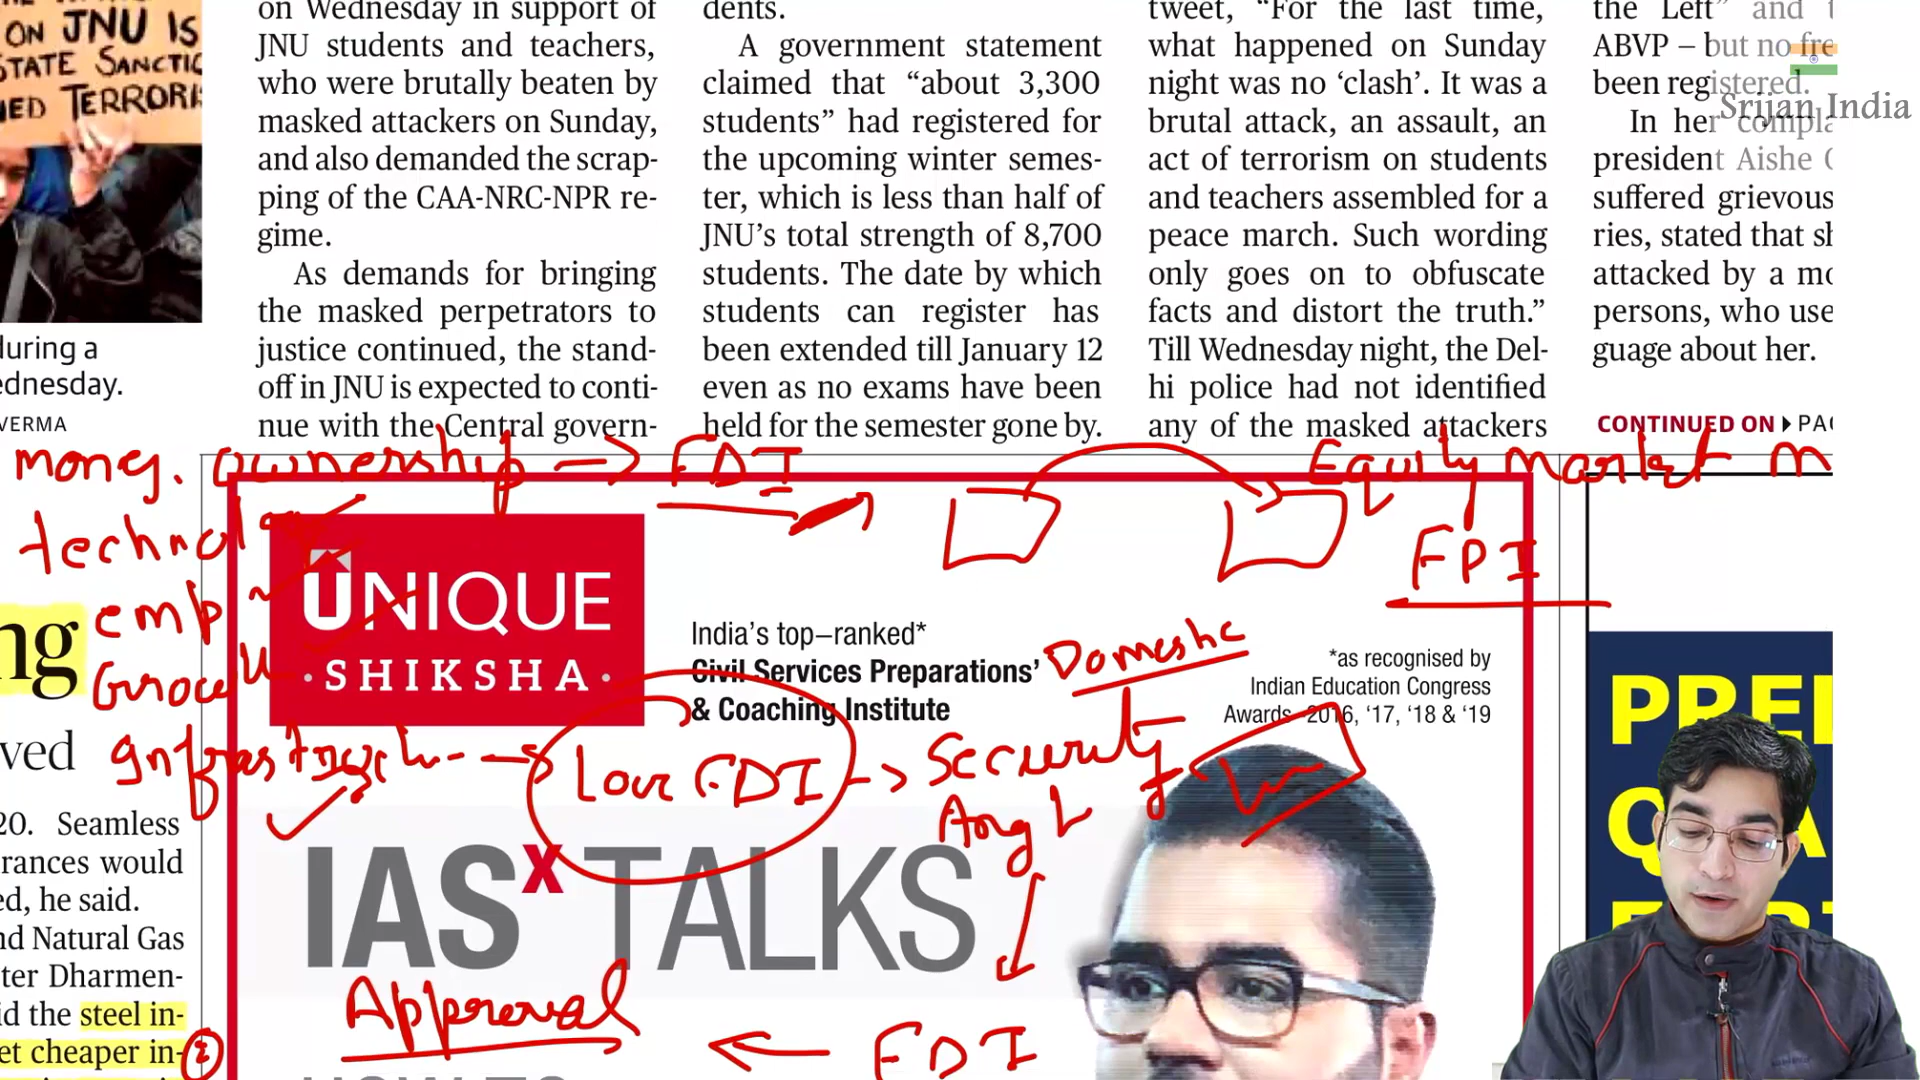 ON JNU IS
STATE SANCTIO
NED TERRORI
during a
ednesday.
VERMA
on Wednesday in support of
JNU students and teachers,
who were brutally beaten by
masked attackers on Sunday,
and also demanded the scrap-
ping of the CAA-NRC-NPR re-
gime.
As demands for bringing
the masked perpetrators to
justice continued, the stand-
off in JNU is expected to conti-
nue with the Central govern-
dents.
A government statement
claimed that “about 3,300
students” had registered for
the upcoming winter semes-
ter, which is less than half of
JNU’s total strength of 8,700
students. The date by which
students can register has
been extended till January 12
even as no exams have been
held for the semester gone by.
tweet, “For the last time,
what happened on Sunday
night was no ‘clash’. It was a
brutal attack, an assault, an
act of terrorism on students
and teachers assembled for a
peace march. Such wording
only goes on to obfuscate
facts and distort the truth.”
Till Wednesday night, the Del-
hi police had not identified
any of the masked attackers
the Left” and t
ABVP – but no fre
been registered.
In her compla
president Aishe G
suffered grievous
ries, stated that sh
attacked by a mo
persons, who use
guage about her.
CONTINUED ON PAG
Srijan India
money. ownership → FDI
Equity market m
technology
FPI
emp
Domestic
Infrastructure
Love FDI → Security
Angle
Approval ← FDI
UNIQUE
·SHIKSHA·
India’s top–ranked*
Civil Services Preparations’
& Coaching Institute
*as recognised by
Indian Education Congress
Awards 2016, ‘17, ‘18 & ‘19
IASx TALKS
ng
ved
20. Seamless
rances would
ed, he said.
nd Natural Gas
ter Dharmen-
id the steel in-
et cheaper in-
PREL